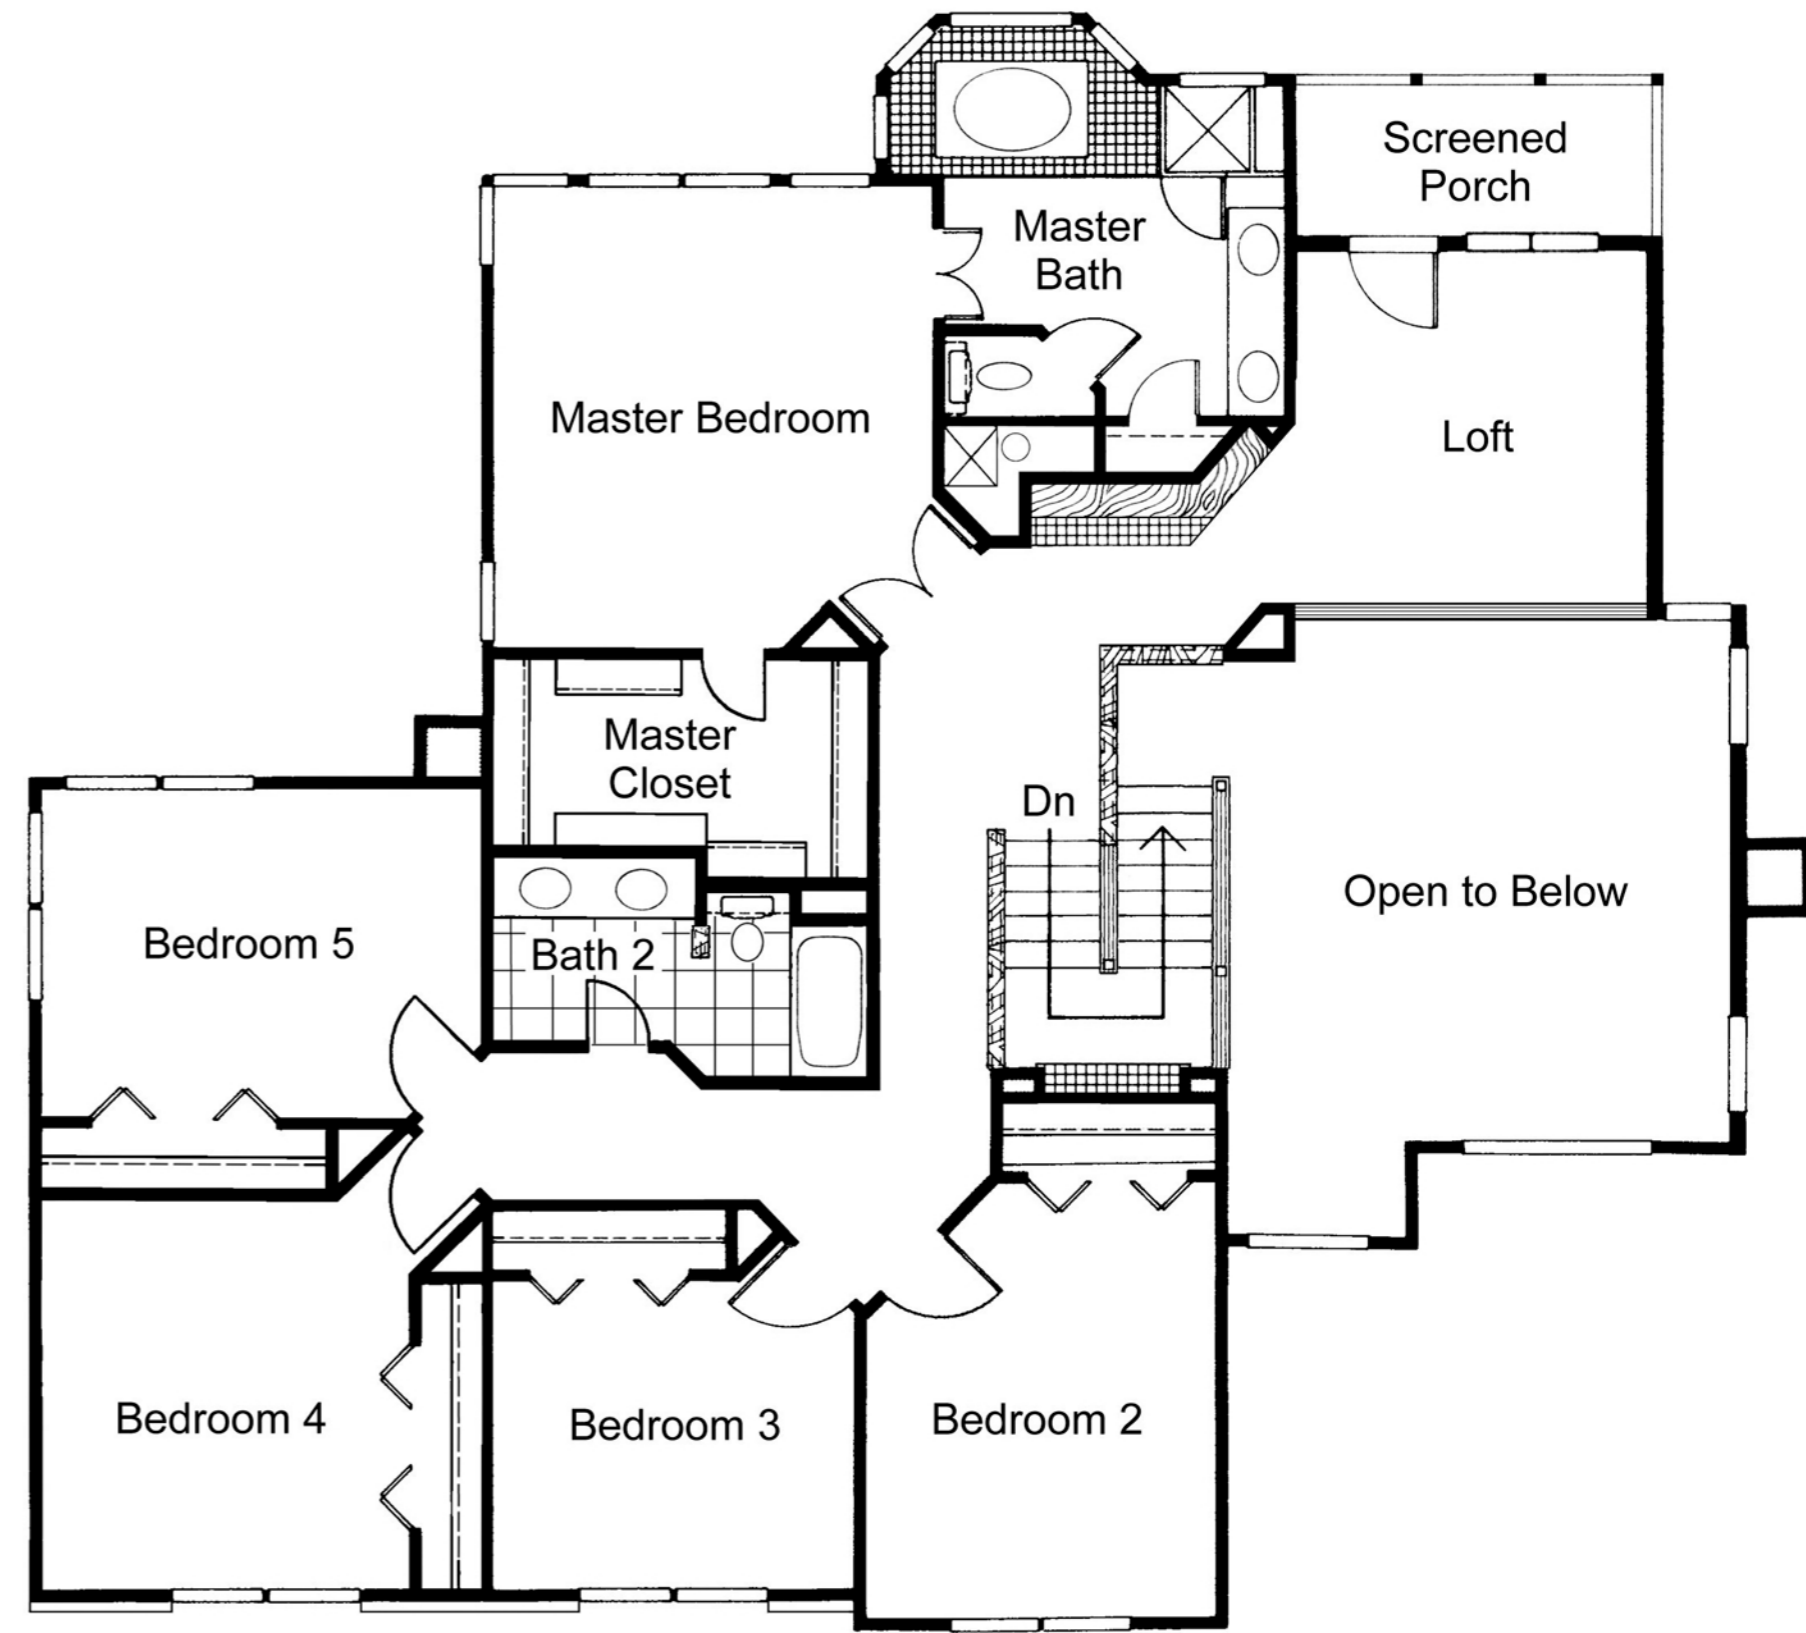 Screened
Porch
Master
Bath
Master Bedroom
Loft
Master
Closet
Dn
Open to Below
Bedroom 5
Bath 2
Bedroom 4
Bedroom 3
Bedroom 2